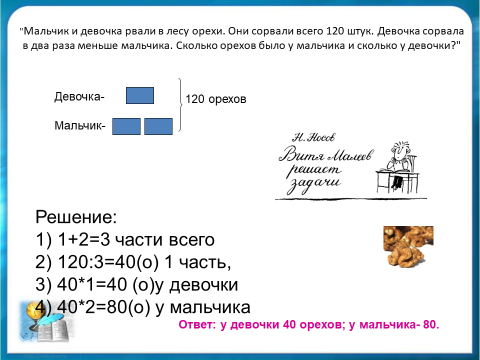 "Мальчик и девочка рвали в лесу орехи. Они сорвали всего 120 штук. Девочка сорвала
в два раза меньше мальчика. Сколько орехов было у мальчика и сколько у девочки?"
Девочка-
120 орехов
Мальчик-
Н. Носов
Витя Малеев
решает
задачи
Решение:
1) 1+2=3 части всего
2) 120:3=40(о) 1 часть,
3) 40*1=40 (о)у девочки
4) 40*2=80(о) у мальчика
Ответ: у девочки 40 орехов; у мальчика- 80.